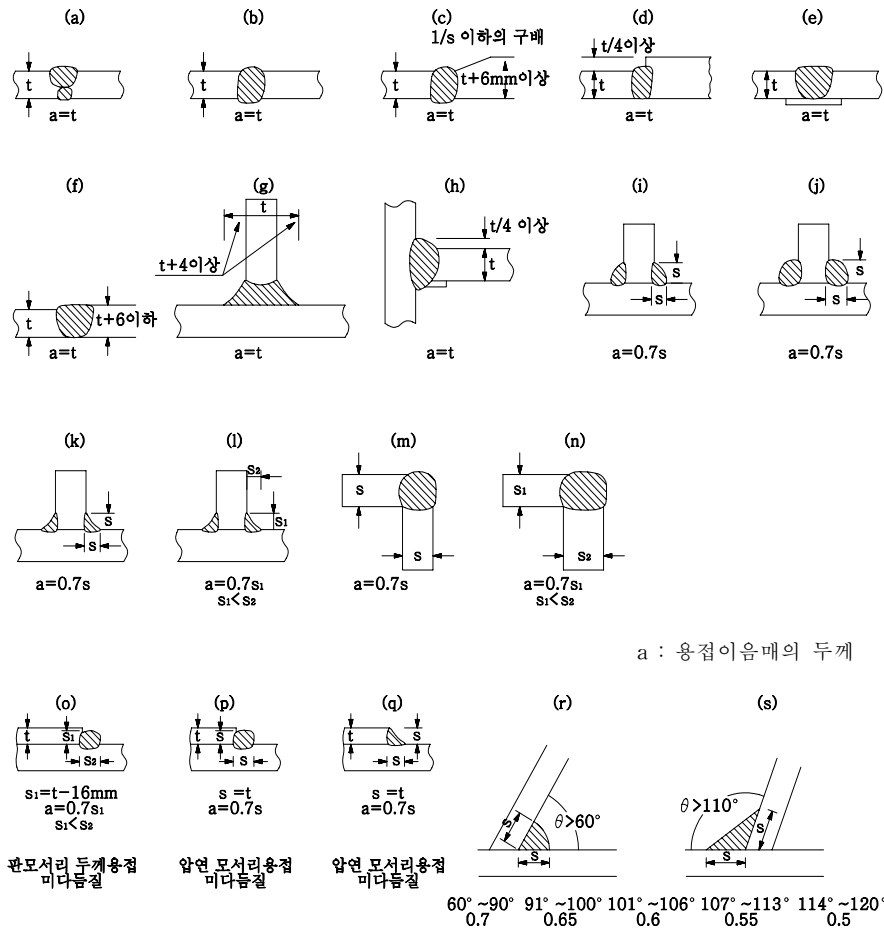 (a) (b) (c) (d) (e)
1/s 이하의 구배
t/4이상
t t t t+6mm이상 t t
a=t a=t a=t a=t a=t
(f) (g) (h) (i) (j)
t
t/4 이상
t+4이상
t
s s
t t+6이하
s s
a=t a=t a=t a=0.7s a=0.7s
(k) (l) (m) (n)
S2
s S1 S S1
s S S2
a=0.7s a=0.7s1 a=0.7s a=0.7s1
s1<s2 s1<s2
a : 용접이음매의 두께
(o) (p) (q) (r) (s)
t S1 t S t S
S2 S S
s1=t-16mm s =t s =t
a=0.7s1 a=0.7s a=0.7s
s1<s2
θ>60° θ>110°
s s
s s
판모서리 두께용접 압연 모서리용접 압연 모서리용접
미다듬질 미다듬질 미다듬질
60°~90° 91°~100° 101°~106° 107°~113° 114°~120°
0.7 0.65 0.6 0.55 0.5